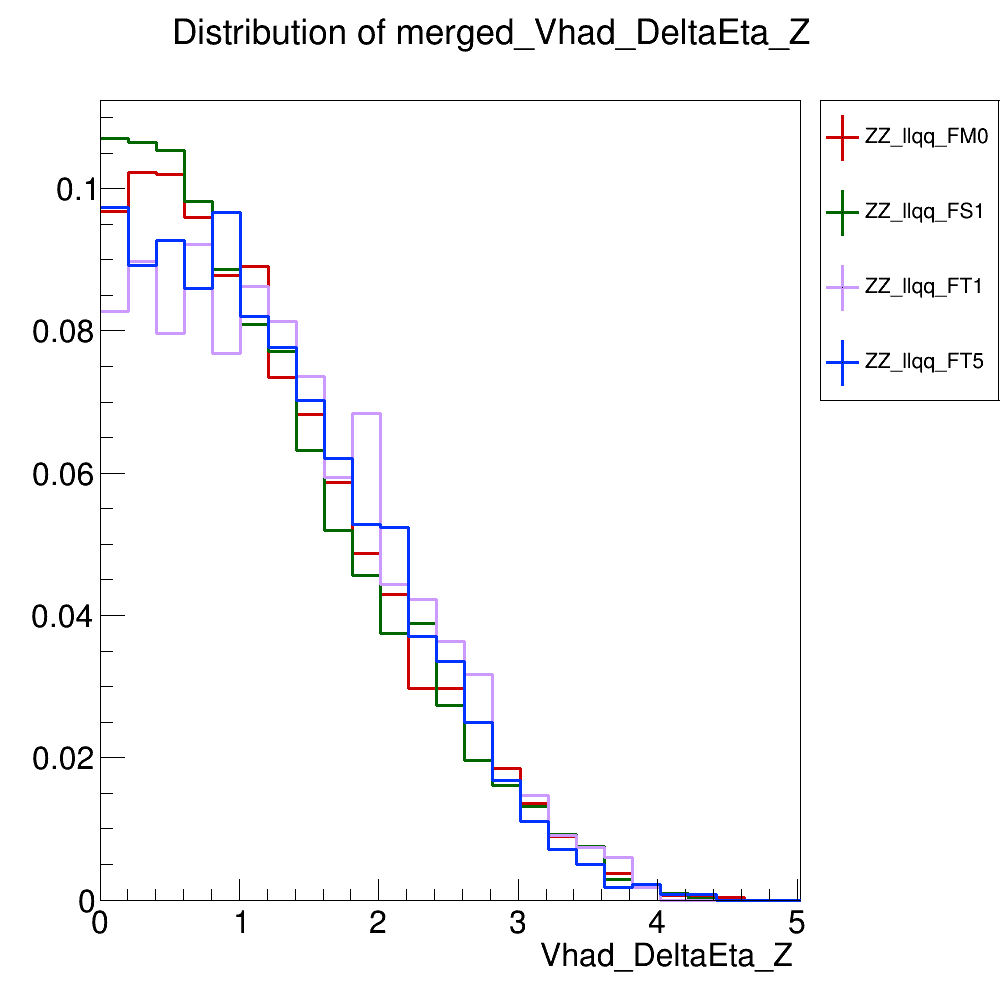 Distribution of merged_Vhad_DeltaEta_Z
ZZ_llqq_FM0
ZZ_llqq_FS1
ZZ_llqq_FT1
ZZ_llqq_FT5
0.1
0.08
0.06
0.04
0.02
0
0 1 2 3 4 5
Vhad_DeltaEta_Z